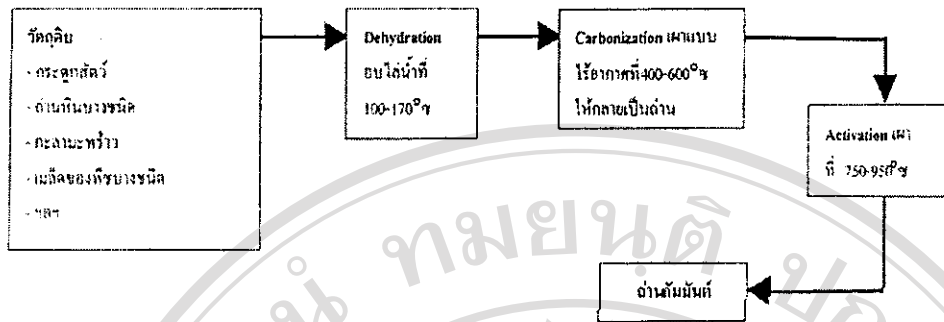 วัตถุดิบ
- กระดูกสัตว์
- ถ่านหินบางชนิด
- กะลามะพร้าว
- เมล็ดของพืชบางชนิด
- ฯลฯ
Dehydration
อบไล่น้ำที่
100-170°ซ
Carbonization เผาแบบ
ไร้อากาศที่400-600°ซ
ให้กลายเป็นถ่าน
Activation เผา
ที่ 750-950°ซ
ถ่านกัมมันต์
ทมยนฺติ